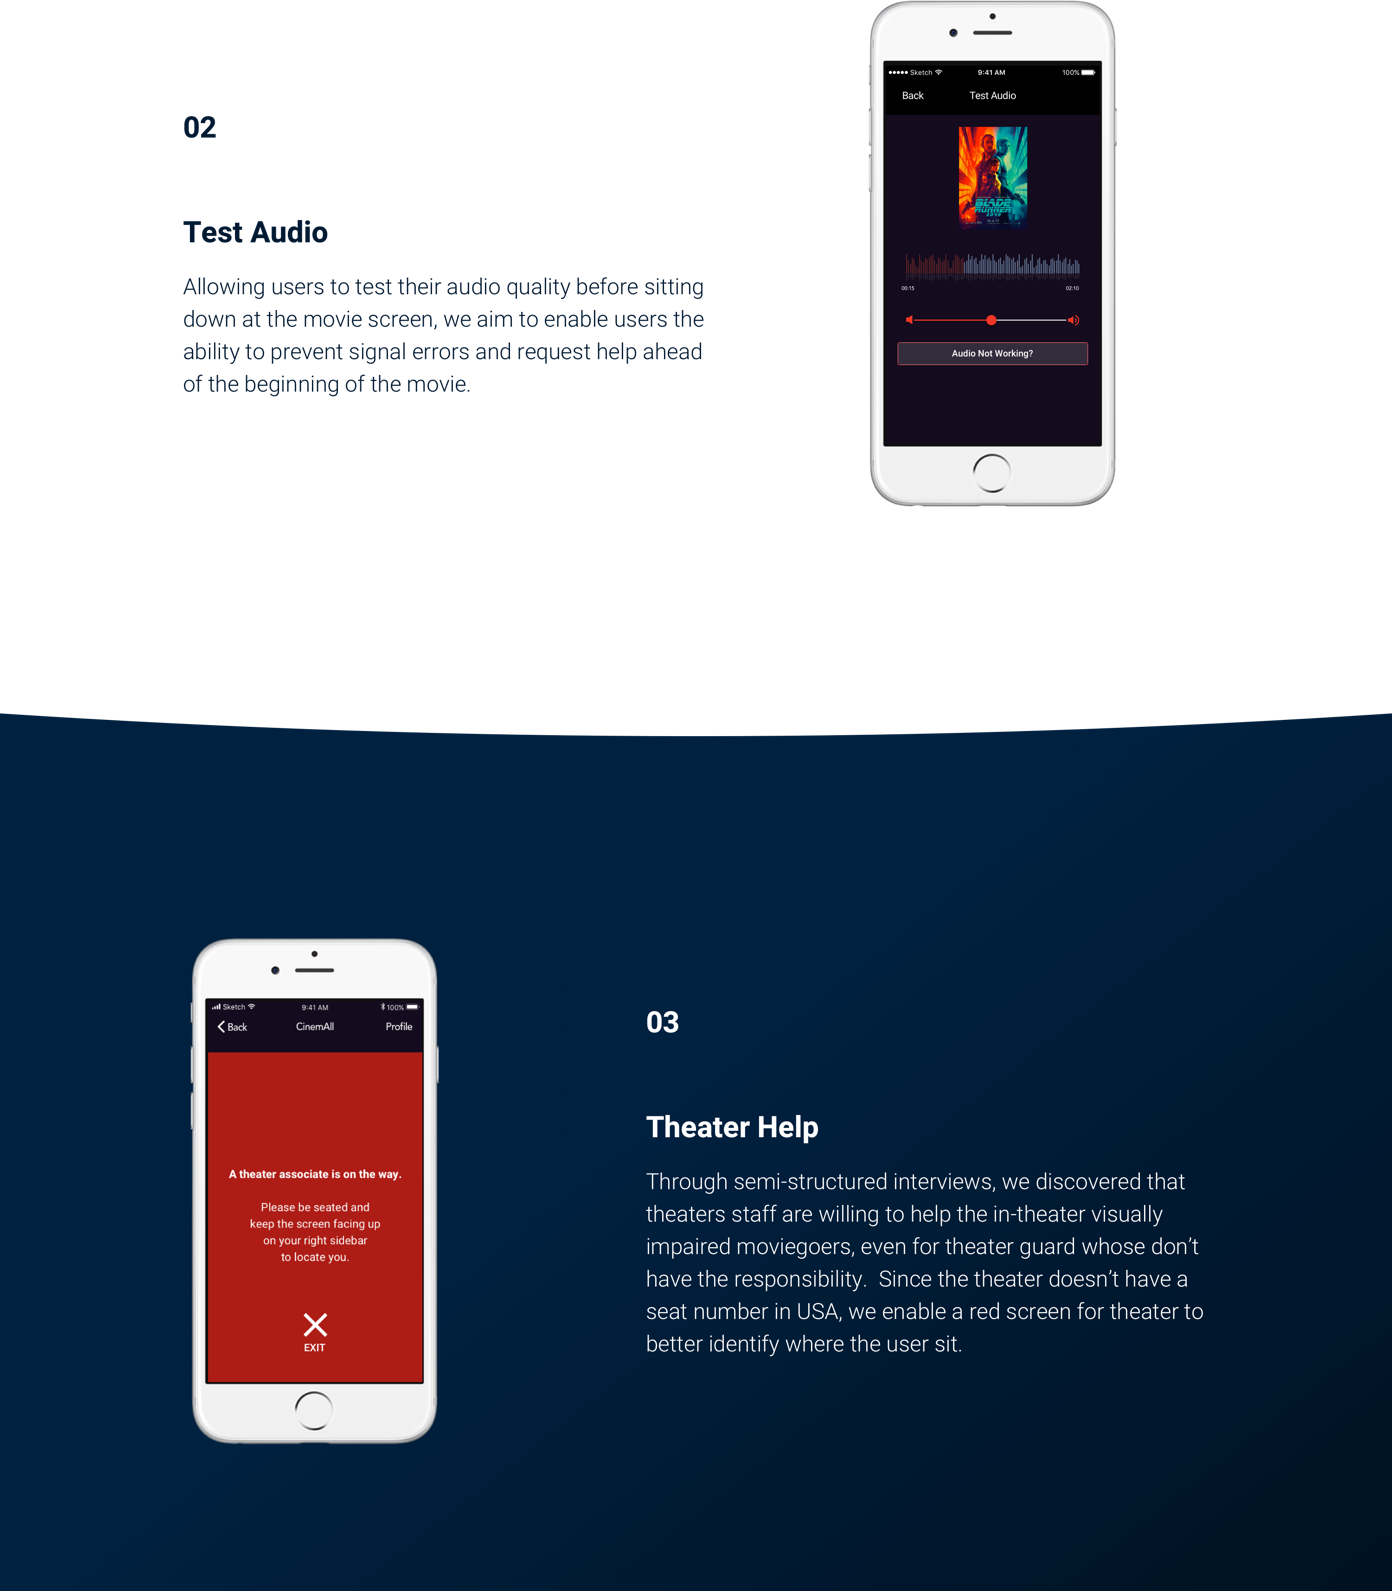 02
Test Audio
Allowing users to test their audio quality before sitting
down at the movie screen, we aim to enable users the
ability to prevent signal errors and request help ahead
of the beginning of the movie.
Sketch 9:41 AM 100%
Back Test Audio
BLADE
RUNNER
2049
00:15 02:10
Audio Not Working?
Sketch 9:41 AM 100%
Back CinemAll Profile
A theater associate is on the way.
Please be seated and
keep the screen facing up
on your right sidebar
to locate you.
EXIT
03
Theater Help
Through semi-structured interviews, we discovered that
theaters staff are willing to help the in-theater visually
impaired moviegoers, even for theater guard whose don’t
have the responsibility.  Since the theater doesn’t have a
seat number in USA, we enable a red screen for theater to
better identify where the user sit.